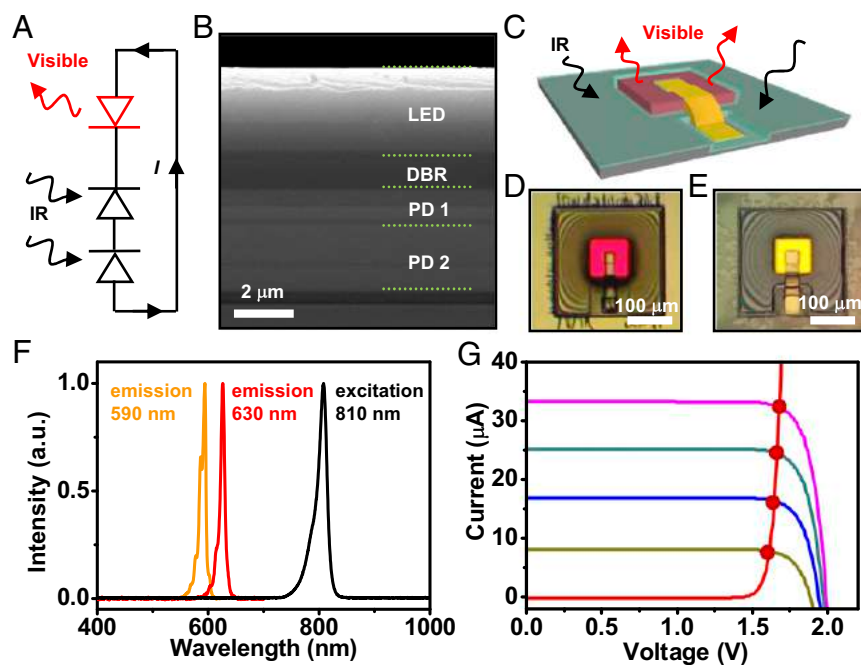 A
Visible
I
IR
B
LED
DBR
PD 1
PD 2
2 μm
C
IR
Visible
D
100 μm
E
100 μm
F
emission
590 nm
emission
630 nm
excitation
810 nm
1.0
0.5
0.0
Intensity (a.u.)
400 600 800 1000
Wavelength (nm)
G
40
30
20
10
0
Current (μA)
0.0 0.5 1.0 1.5 2.0
Voltage (V)